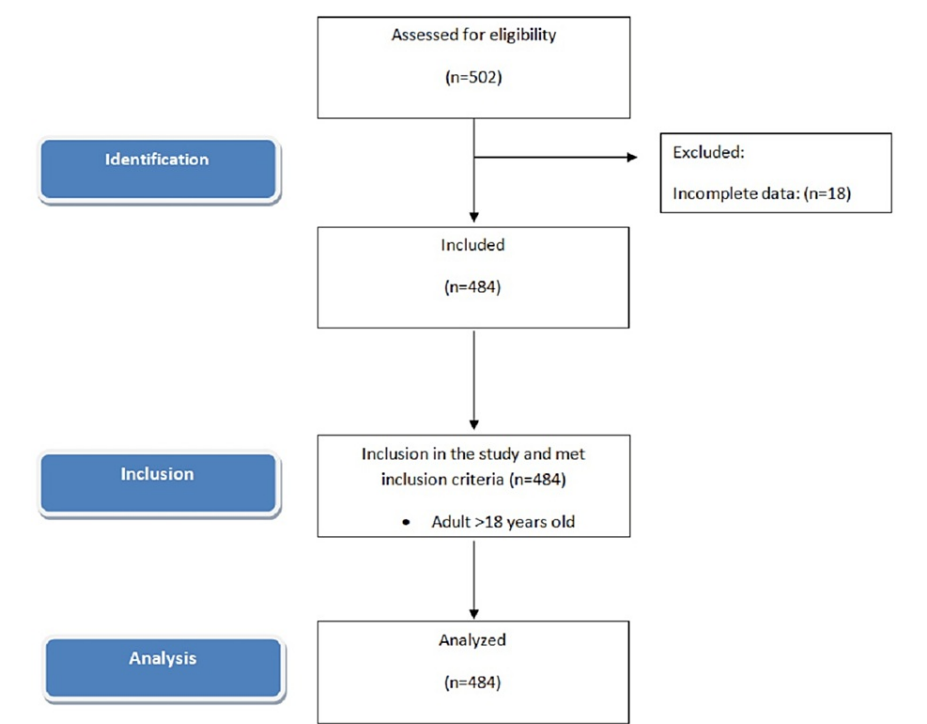 Assessed for eligibility
(n=502)
Identification
Excluded:
Incomplete data: (n=18)
Included
(n=484)
Inclusion
Inclusion in the study and met
inclusion criteria (n=484)
• Adult >18 years old
Analysis
Analyzed
(n=484)